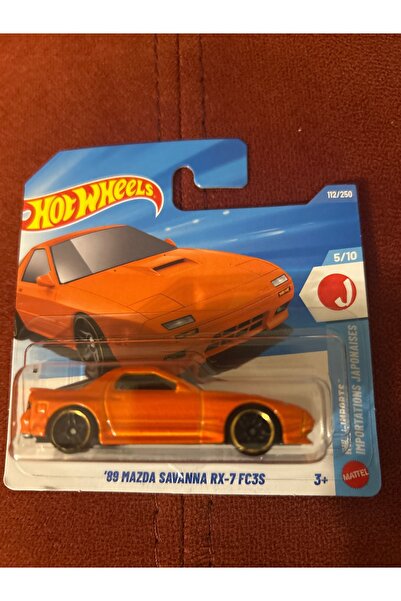 HOT WHEELS
112/250
5/10
J
IMPORTATIONS JAPONAISES
'89 MAZDA SAVANNA RX-7 FC3S
3+
MATTEL